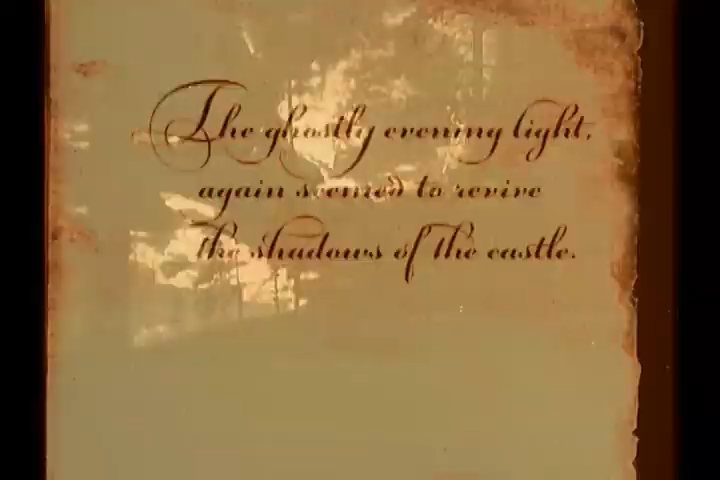 The ghostly evening light,
again seemed to revive
the shadows of the castle.